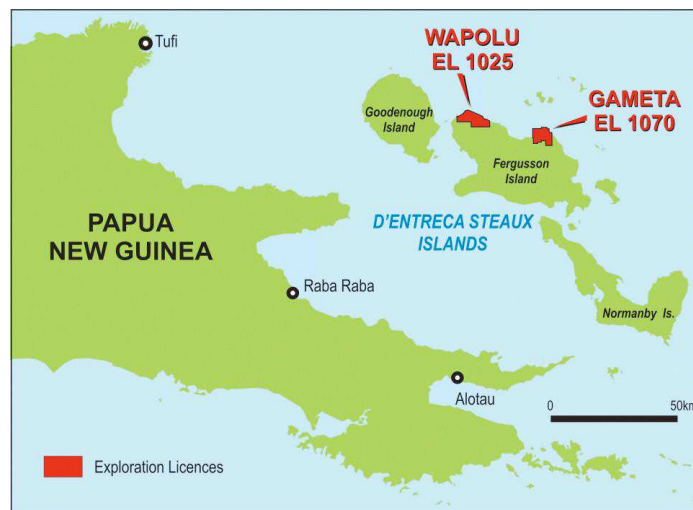 Tufi
WAPOLU
EL 1025
GAMETA
EL 1070
Goodenough
Island
Fergusson
Island
PAPUA
NEW GUINEA
D'ENTRECA STEAUX
ISLANDS
Raba Raba
Normanby Is.
Alotau
0 50km
Exploration Licences